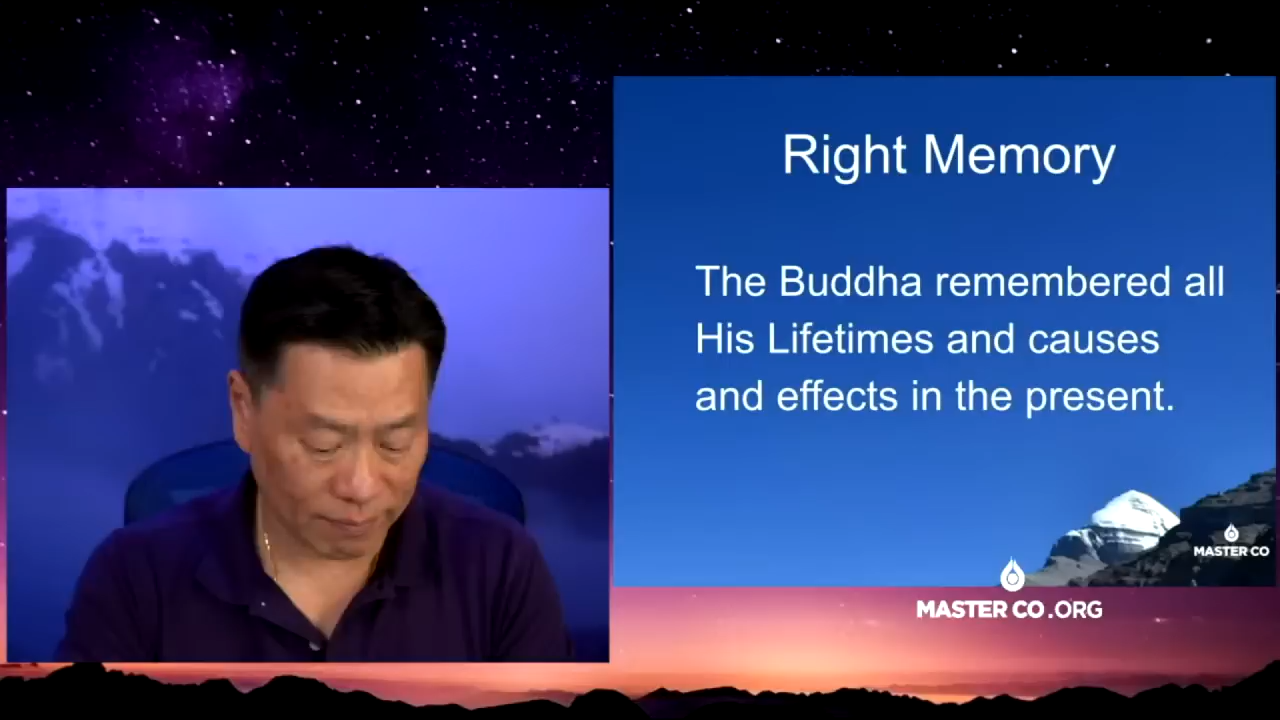 Right Memory
The Buddha remembered all
His Lifetimes and causes
and effects in the present.
MASTER CO
MASTER CO.ORG